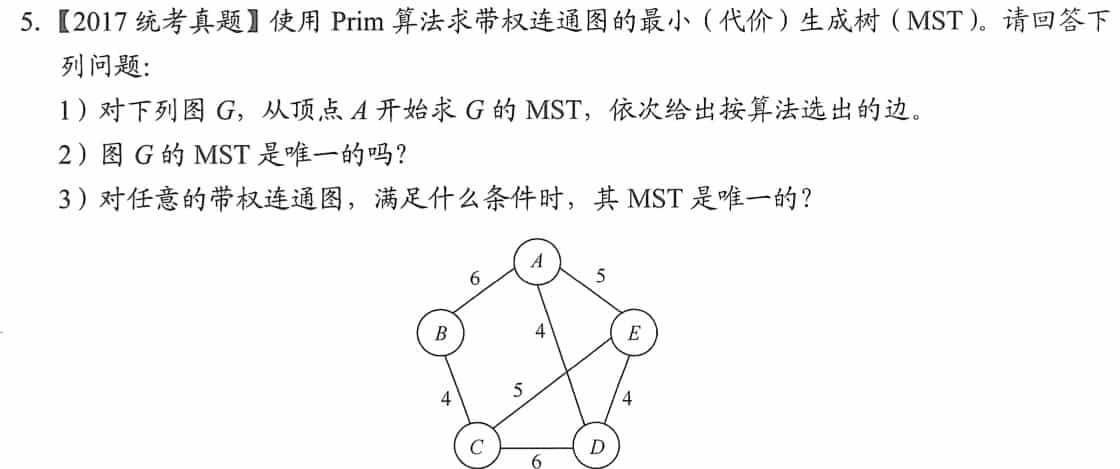 5.【2017 统考真题】使用 Prim 算法求带权连通图的最小（代价）生成树（MST）。请回答下
列问题：
1）对下列图 G，从顶点 A 开始求 G 的 MST，依次给出按算法选出的边。
2）图 G 的 MST 是唯一的吗？
3）对任意的带权连通图，满足什么条件时，其 MST 是唯一的？
A
6
5
B
4
E
5
4
4
C
D
6